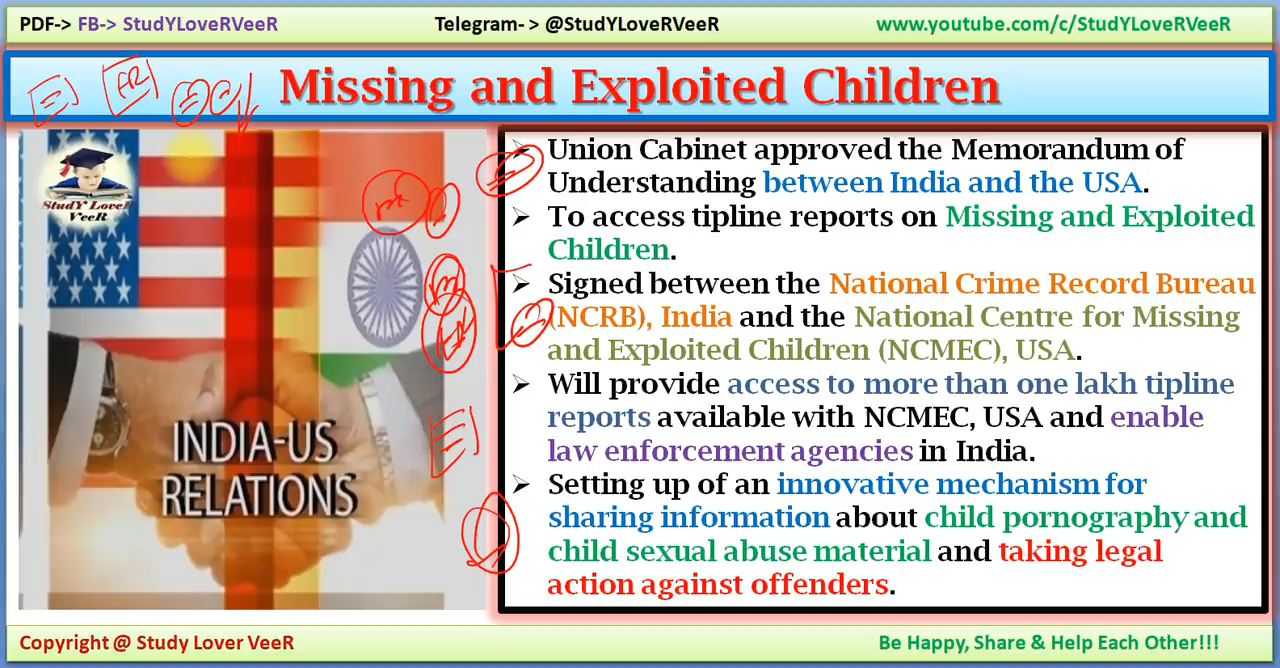 PDF-> FB-> StudYLoveRVeeR
Telegram- > @StudYLoveRVeeR
www.youtube.com/c/StudYLoveRVeeR
Missing and Exploited Children
StudY LoveR
VeeR
INDIA-US
RELATIONS
➢ Union Cabinet approved the Memorandum of
Understanding between India and the USA.
➢ To access tipline reports on Missing and Exploited
Children.
➢ Signed between the National Crime Record Bureau
(NCRB), India and the National Centre for Missing
and Exploited Children (NCMEC), USA.
➢ Will provide access to more than one lakh tipline
reports available with NCMEC, USA and enable
law enforcement agencies in India.
➢ Setting up of an innovative mechanism for
sharing information about child pornography and
child sexual abuse material and taking legal
action against offenders.
Copyright @ Study Lover VeeR
Be Happy, Share & Help Each Other!!!